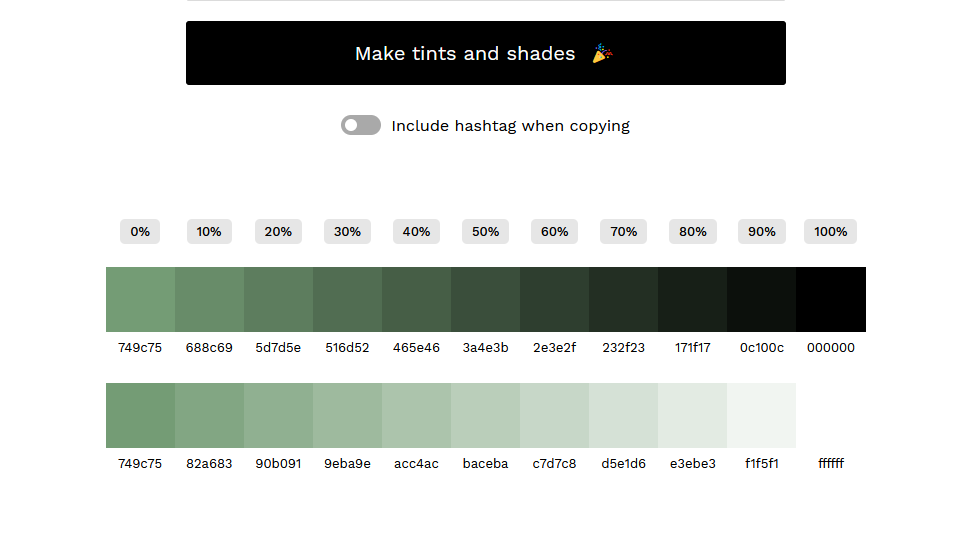 Make tints and shades 🎉
Include hashtag when copying
0% 10% 20% 30% 40% 50% 60% 70% 80% 90% 100%
749c75 688c69 5d7d5e 516d52 465e46 3a4e3b 2e3e2f 232f23 171f17 0c100c 000000
749c75 82a683 90b091 9eba9e acc4ac baceba c7d7c8 d5e1d6 e3ebe3 f1f5f1 ffffff